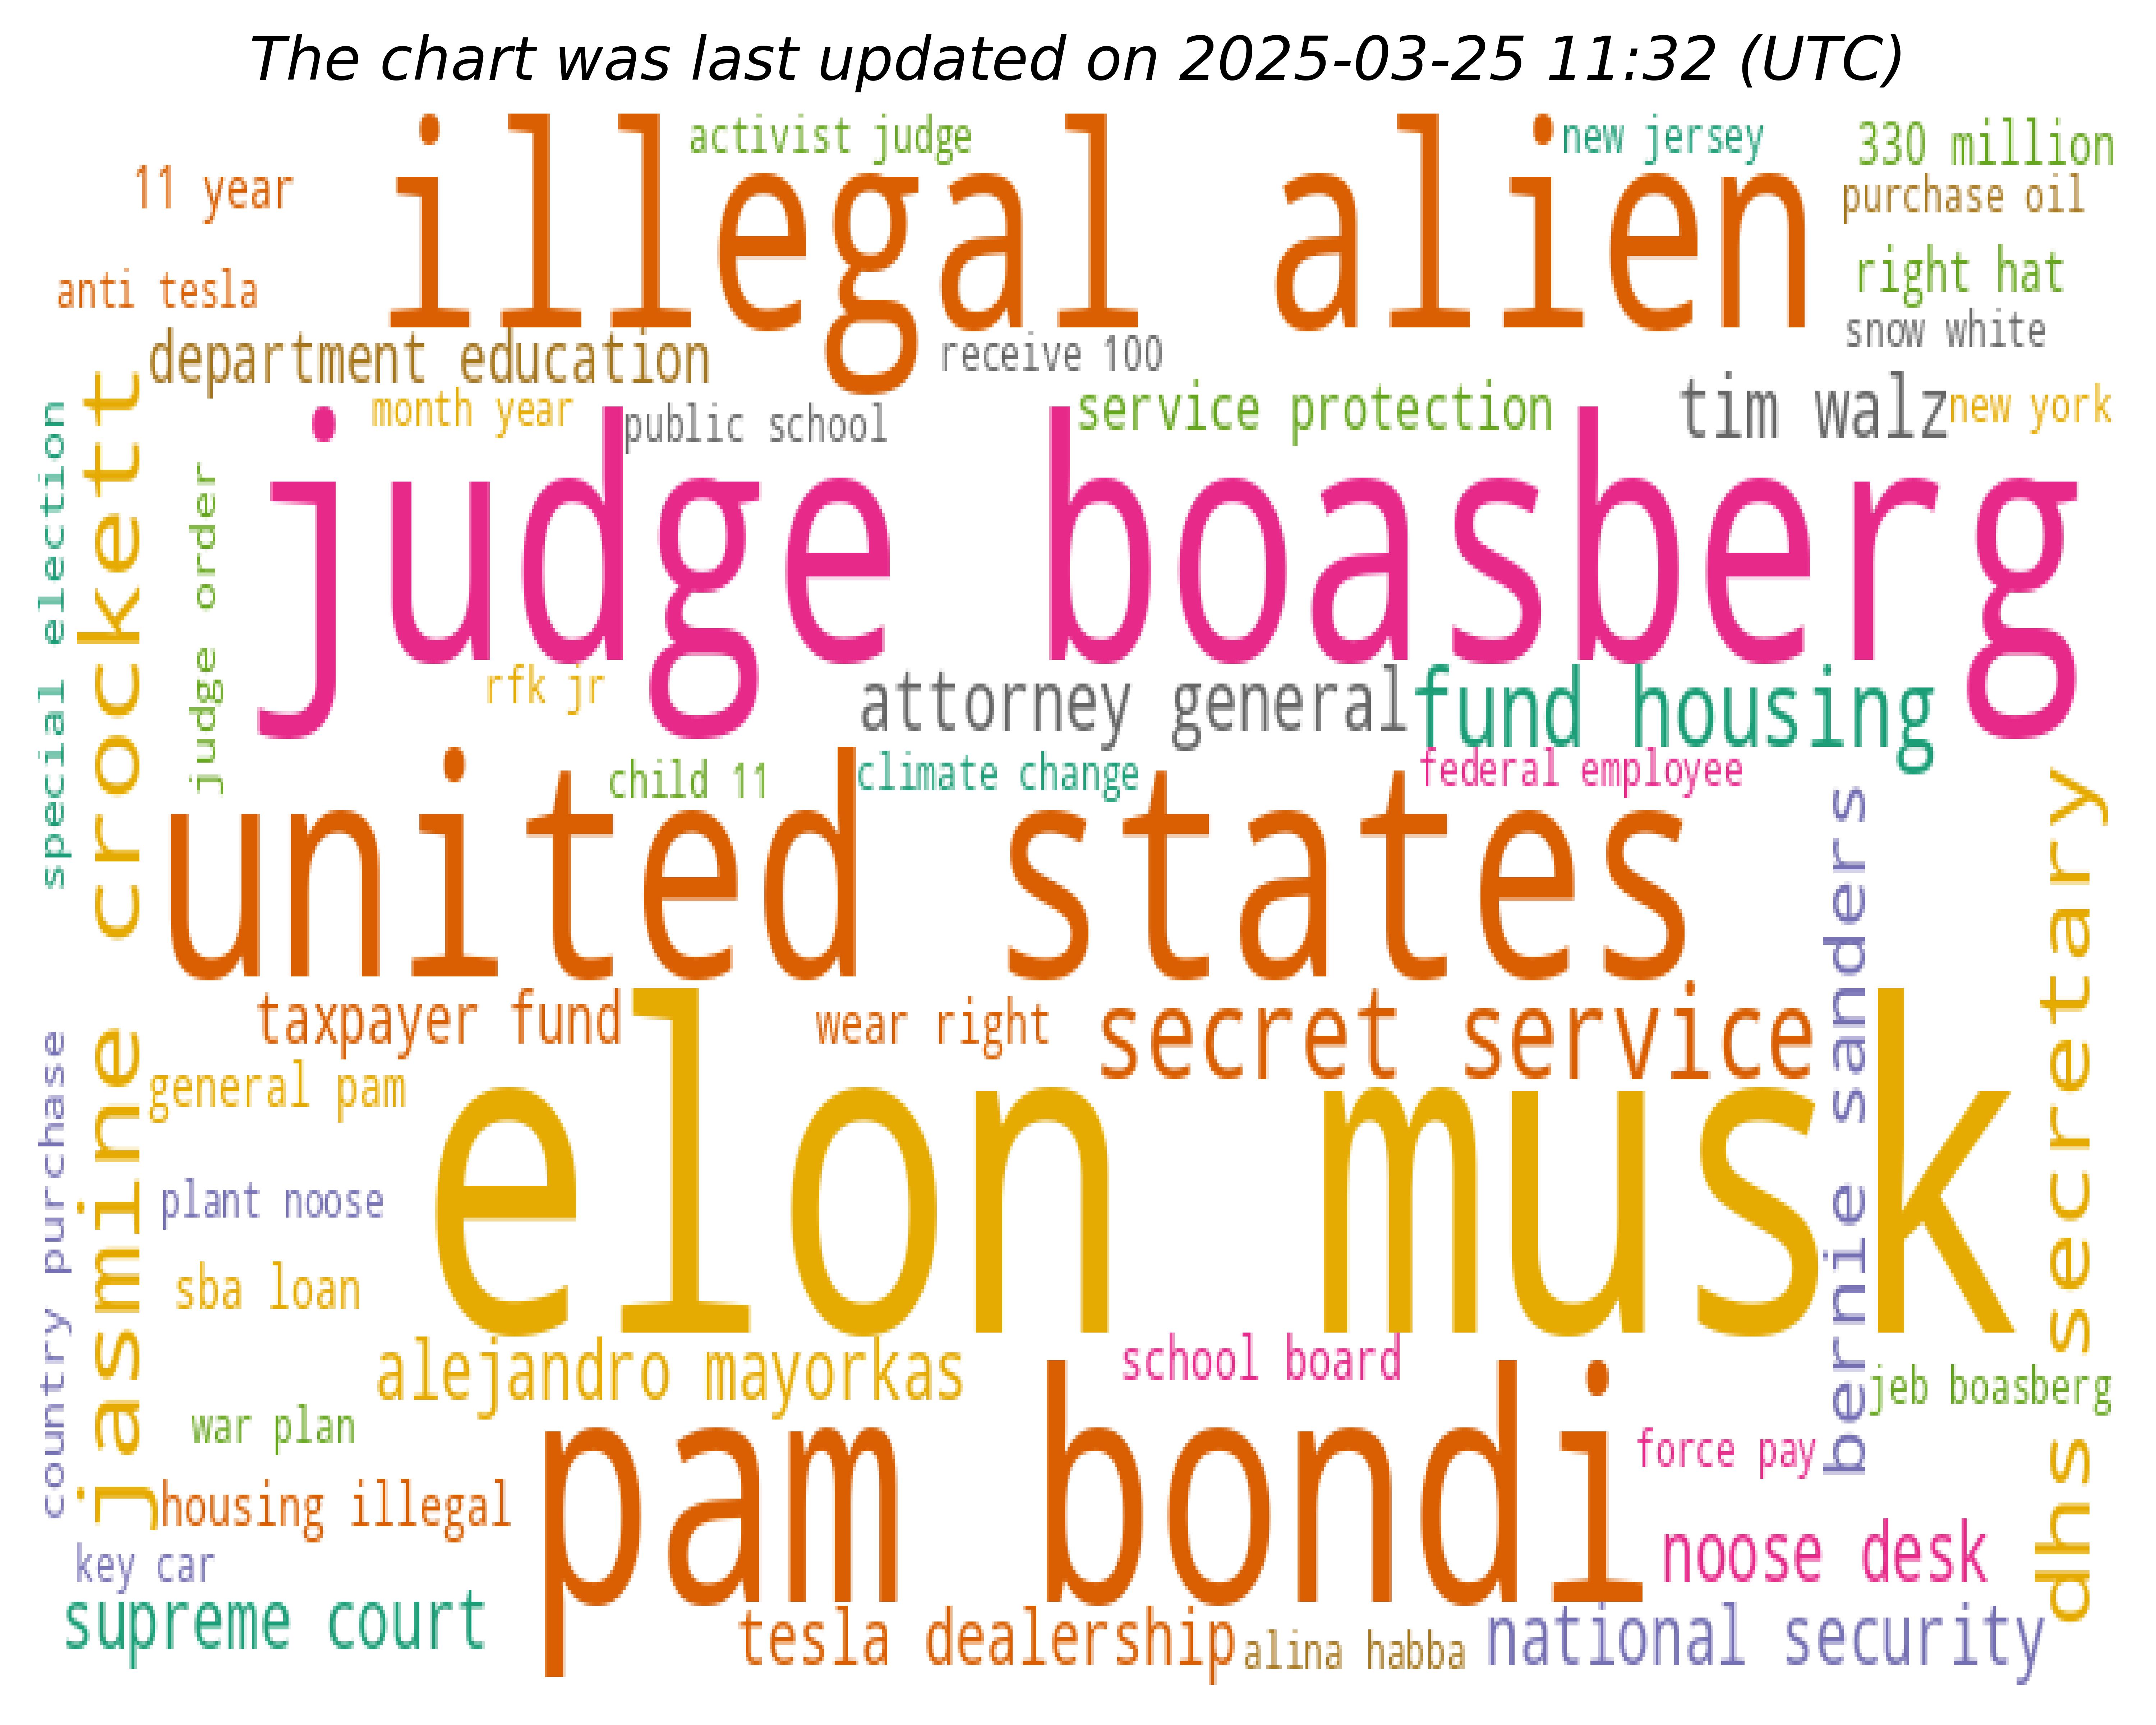 The chart was last updated on 2025-03-25 11:32 (UTC)
illegal alien
activist judge
new jersey
330 million
11 year
purchase oil
anti tesla
right hat
snow white
department education
receive 100
month year
public school
service protection
tim walz
new york
special election
jasmine crockett
judge order
judge boasberg
rfk jr
attorney general
fund housing
child 11
climate change
federal employee
united states
bernie sanders
dhs secretary
taxpayer fund
wear right
secret service
country purchase
general pam
elon musk
plant noose
sba loan
alejandro mayorkas
school board
jeb boasberg
war plan
pam bondi
force pay
housing illegal
noose desk
key car
supreme court
tesla dealership
alina habba
national security